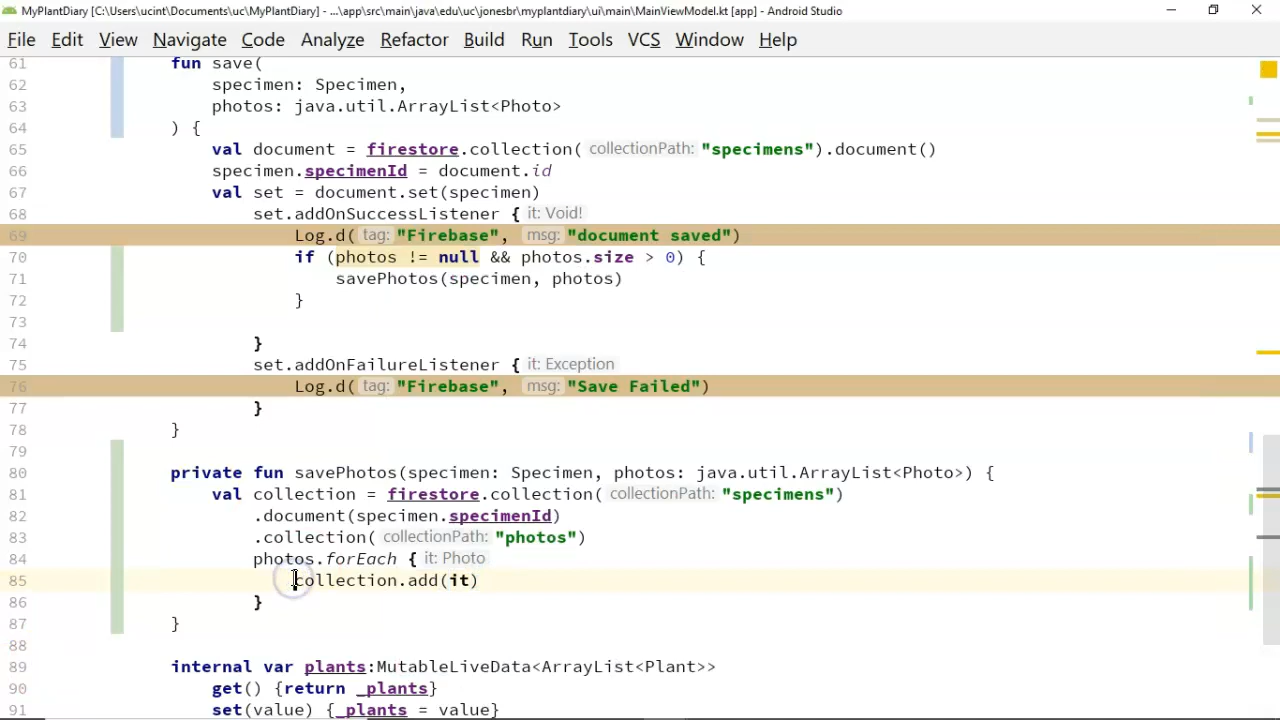 MyPlantDiary [C:\Users\ucint\Documents\uc\MyPlantDiary] - ...\app\src\main\java\edu\uc\jonesbr\myplantdiary\ui\main\MainViewModel.kt [app] - Android Studio
File Edit View Navigate Code Analyze Refactor Build Run Tools VCS Window Help
61 fun save(
62 specimen: Specimen,
63 photos: java.util.ArrayList<Photo>
64 ) {
65 val document = firestore.collection( collectionPath: "specimens").document()
66 specimen.specimenId = document.id
67 val set = document.set(specimen)
68 set.addOnSuccessListener { it: Void!
69 Log.d( tag: "Firebase", msg: "document saved")
70 if (photos != null && photos.size > 0) {
71 savePhotos(specimen, photos)
72 }
73
74 }
75 set.addOnFailureListener { it: Exception
76 Log.d( tag: "Firebase", msg: "Save Failed")
77 }
78 }
79
80 private fun savePhotos(specimen: Specimen, photos: java.util.ArrayList<Photo>) {
81 val collection = firestore.collection( collectionPath: "specimens")
82 .document(specimen.specimenId)
83 .collection( collectionPath: "photos")
84 photos.forEach { it: Photo
85 collection.add(it)
86 }
87 }
88
89 internal var plants:MutableLiveData<ArrayList<Plant>>
90 get() {return _plants}
91 set(value) {_plants = value}